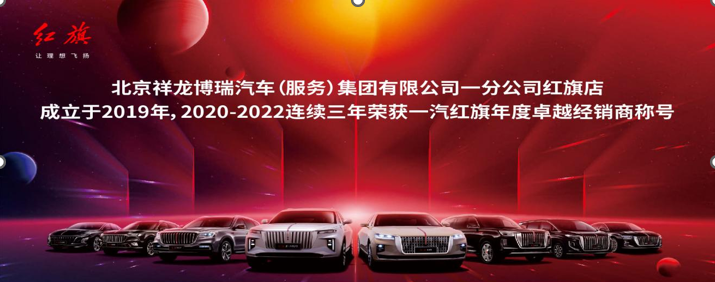 红旗
让理想飞扬
北京祥龙博瑞汽车(服务)集团有限公司一分公司红旗店
成立于2019年,2020-2022连续三年荣获一汽红旗年度卓越经销商称号